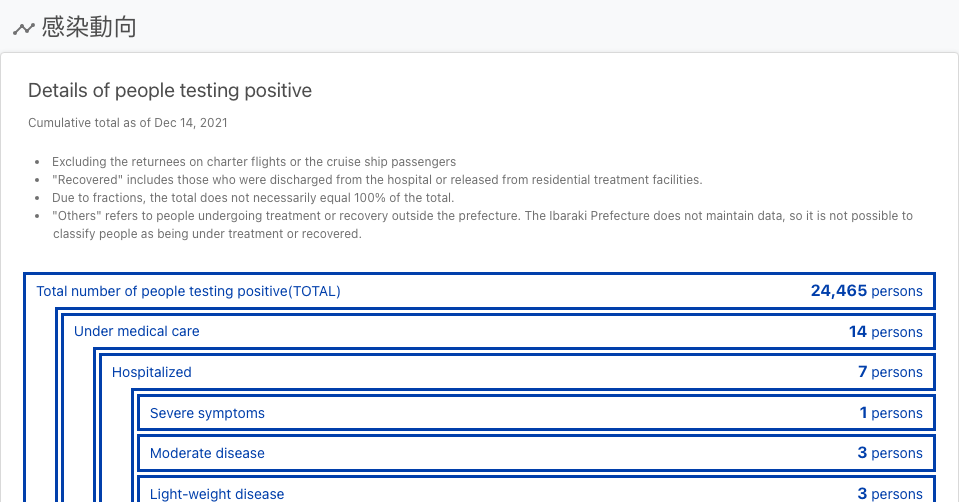 感染動向
Details of people testing positive
Cumulative total as of Dec 14, 2021
• Excluding the returnees on charter flights or the cruise ship passengers
• "Recovered" includes those who were discharged from the hospital or released from residential treatment facilities.
• Due to fractions, the total does not necessarily equal 100% of the total.
• "Others" refers to people undergoing treatment or recovery outside the prefecture. The Ibaraki Prefecture does not maintain data, so it is not possible to
classify people as being under treatment or recovered.
Total number of people testing positive(TOTAL) 24,465 persons
Under medical care 14 persons
Hospitalized 7 persons
Severe symptoms 1 persons
Moderate disease 3 persons
Light-weight disease 3 persons